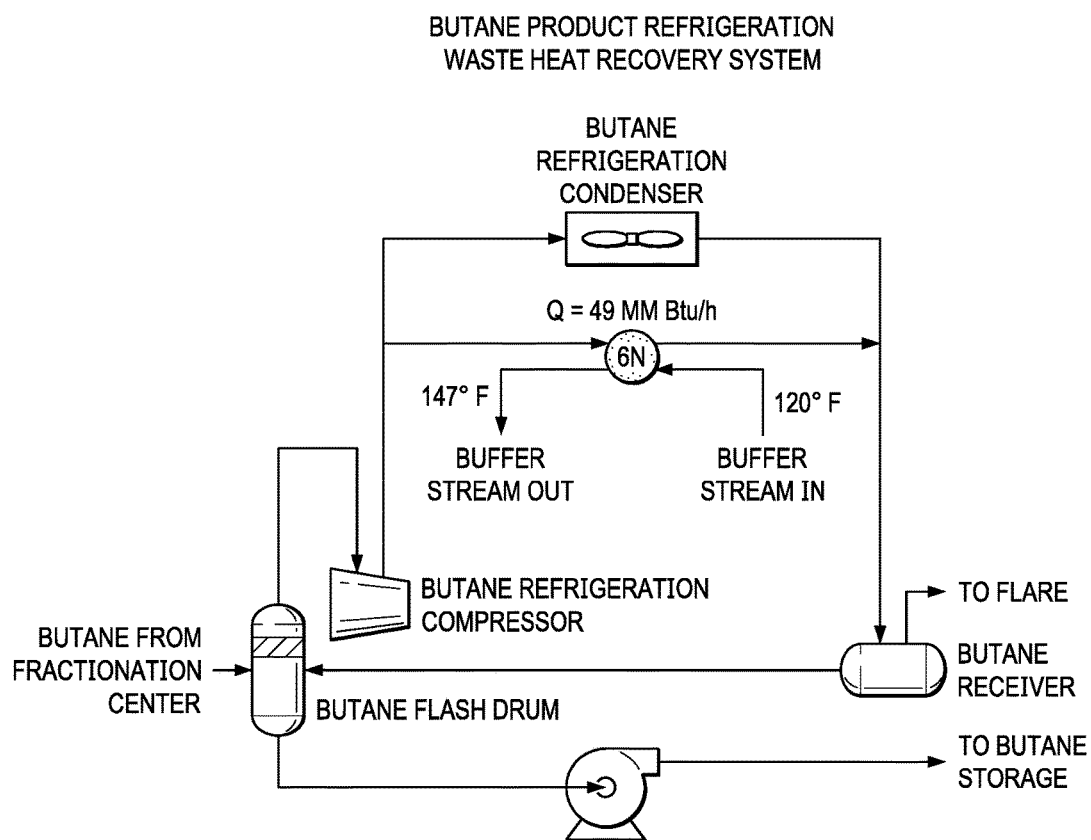 BUTANE PRODUCT REFRIGERATION
WASTE HEAT RECOVERY SYSTEM
BUTANE
REFRIGERATION
CONDENSER
Q = 49 MM Btu/h
6N
147° F
120° F
BUFFER
STREAM OUT
BUFFER
STREAM IN
BUTANE REFRIGERATION
COMPRESSOR
TO FLARE
BUTANE FROM
FRACTIONATION
CENTER
BUTANE
RECEIVER
BUTANE FLASH DRUM
TO BUTANE
STORAGE